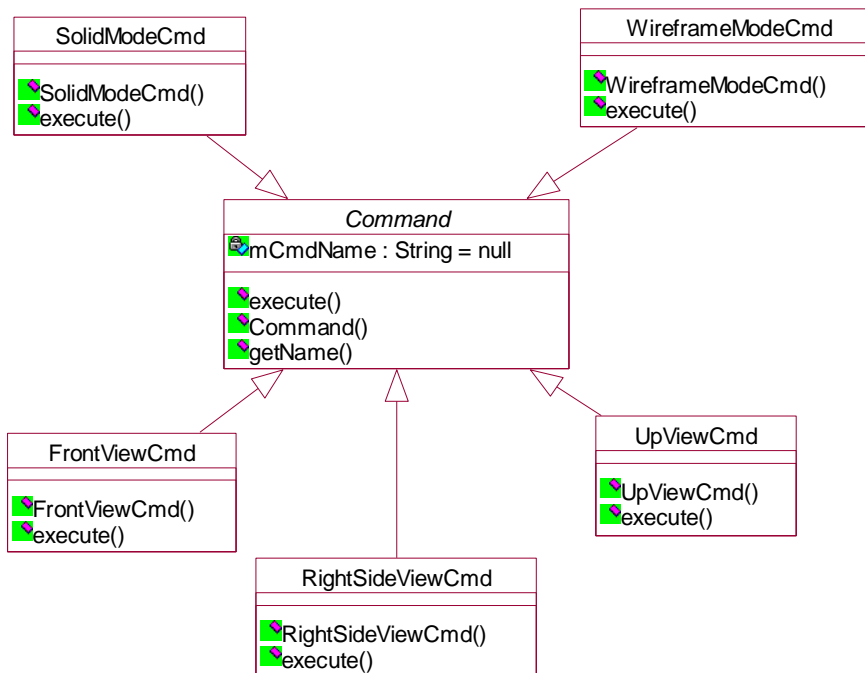 SolidModeCmd
SolidModeCmd()
execute()
WireframeModeCmd
WireframeModeCmd()
execute()
Command
mCmdName : String = null
execute()
Command()
getName()
FrontViewCmd
FrontViewCmd()
execute()
RightSideViewCmd
RightSideViewCmd()
execute()
UpViewCmd
UpViewCmd()
execute()